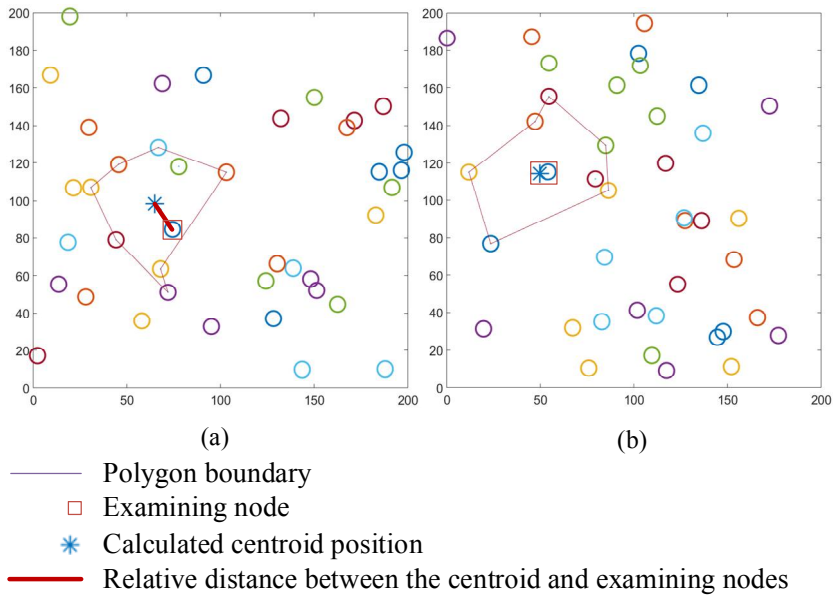 200
180
160
140
120
100
80
60
40
20
0
0 50 100 150 200
200
180
160
140
120
100
80
60
40
20
0
0 50 100 150 200
(a)
(b)
Polygon boundary
Examining node
Calculated centroid position
Relative distance between the centroid and examining nodes